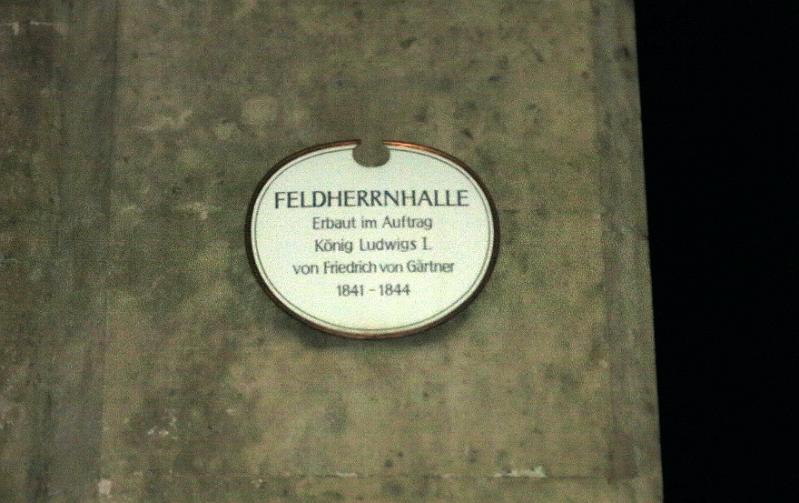 FELDHERRNHALLE
Erbaut im Auftrag
König Ludwigs I.
von Friedrich von Gärtner
1841 - 1844